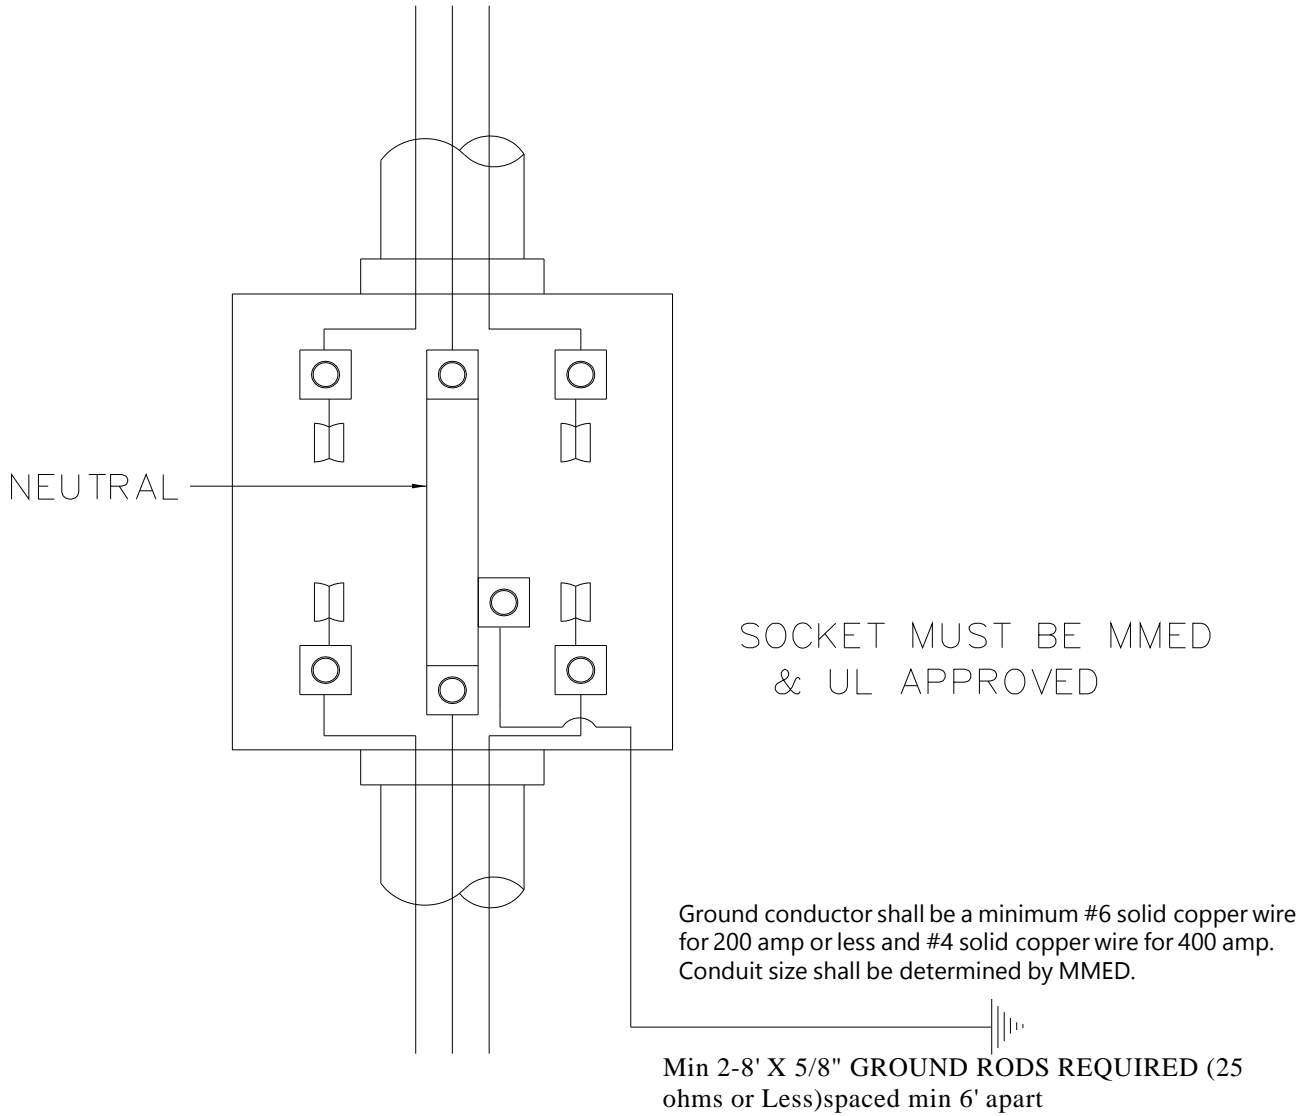 NEUTRAL
SOCKET MUST BE MMED
& UL APPROVED
Ground conductor shall be a minimum #6 solid copper wire
for 200 amp or less and #4 solid copper wire for 400 amp.
Conduit size shall be determined by MMED.
Min 2-8' X 5/8" GROUND RODS REQUIRED (25
ohms or Less)spaced min 6' apart